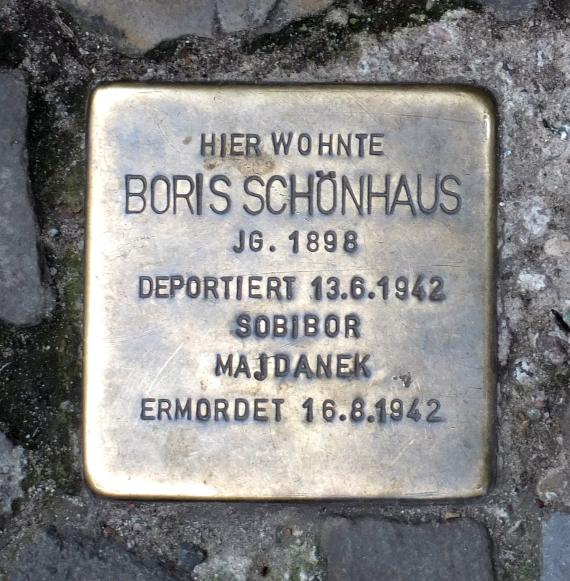 HIER WOHNTE
BORIS SCHÖNHAUS
JG. 1898
DEPORTIERT 13.6.1942
SOBIBOR
MAJDANEK
ERMORDET 16.8.1942